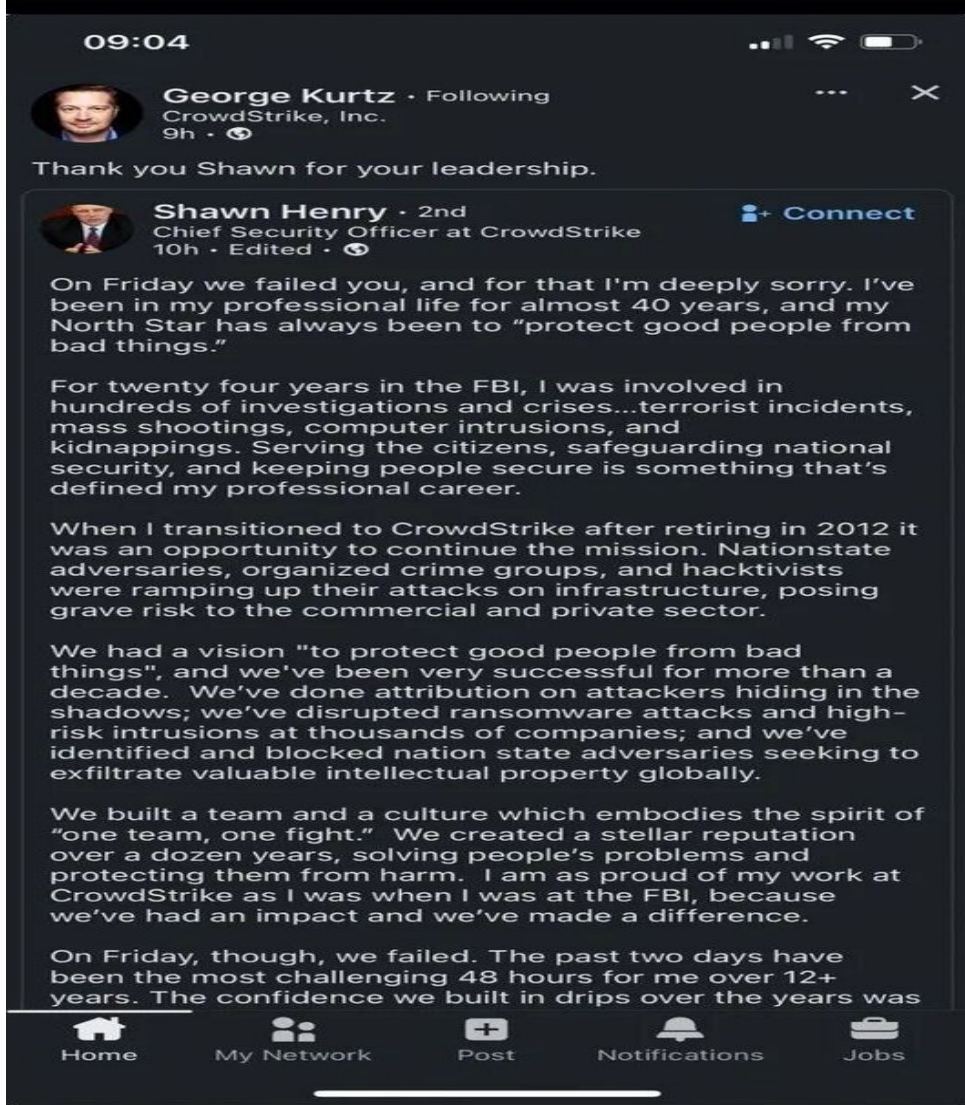 09:04
George Kurtz · Following
CrowdStrike, Inc.
9h ·
Thank you Shawn for your leadership.
Shawn Henry · 2nd
Connect
Chief Security Officer at CrowdStrike
10h · Edited ·
On Friday we failed you, and for that I'm deeply sorry. I’ve
been in my professional life for almost 40 years, and my
North Star has always been to “protect good people from
bad things.”
For twenty four years in the FBI, I was involved in
hundreds of investigations and crises...terrorist incidents,
mass shootings, computer intrusions, and
kidnappings. Serving the citizens, safeguarding national
security, and keeping people secure is something that’s
defined my professional career.
When I transitioned to CrowdStrike after retiring in 2012 it
was an opportunity to continue the mission. Nationstate
adversaries, organized crime groups, and hacktivists
were ramping up their attacks on infrastructure, posing
grave risk to the commercial and private sector.
We had a vision "to protect good people from bad
things", and we've been very successful for more than a
decade.  We’ve done attribution on attackers hiding in the
shadows; we’ve disrupted ransomware attacks and high-
risk intrusions at thousands of companies; and we’ve
identified and blocked nation state adversaries seeking to
exfiltrate valuable intellectual property globally.
We built a team and a culture which embodies the spirit of
“one team, one fight.”  We created a stellar reputation
over a dozen years, solving people’s problems and
protecting them from harm.  I am as proud of my work at
CrowdStrike as I was when I was at the FBI, because
we’ve had an impact and we’ve made a difference.
On Friday, though, we failed. The past two days have
been the most challenging 48 hours for me over 12+
years. The confidence we built in drips over the years was
Home
My Network
Post
Notifications
Jobs